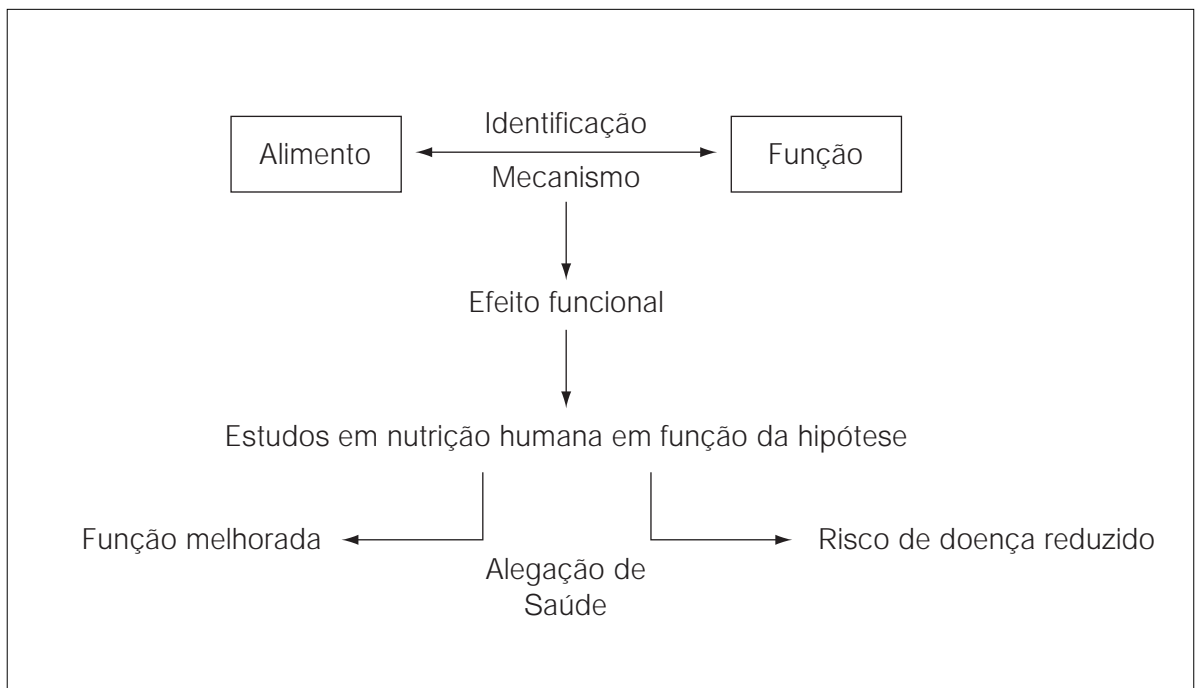 Identificação
Alimento
Função
Mecanismo
Efeito funcional
Estudos em nutrição humana em função da hipótese
Função melhorada
Risco de doença reduzido
Alegação de
Saúde